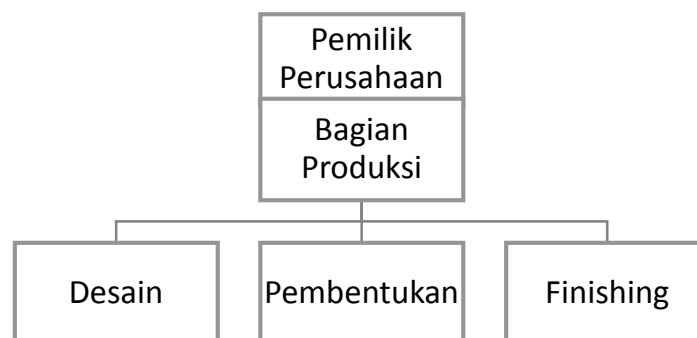 Pemilik
Perusahaan
Bagian
Produksi
Desain
Pembentukan
Finishing